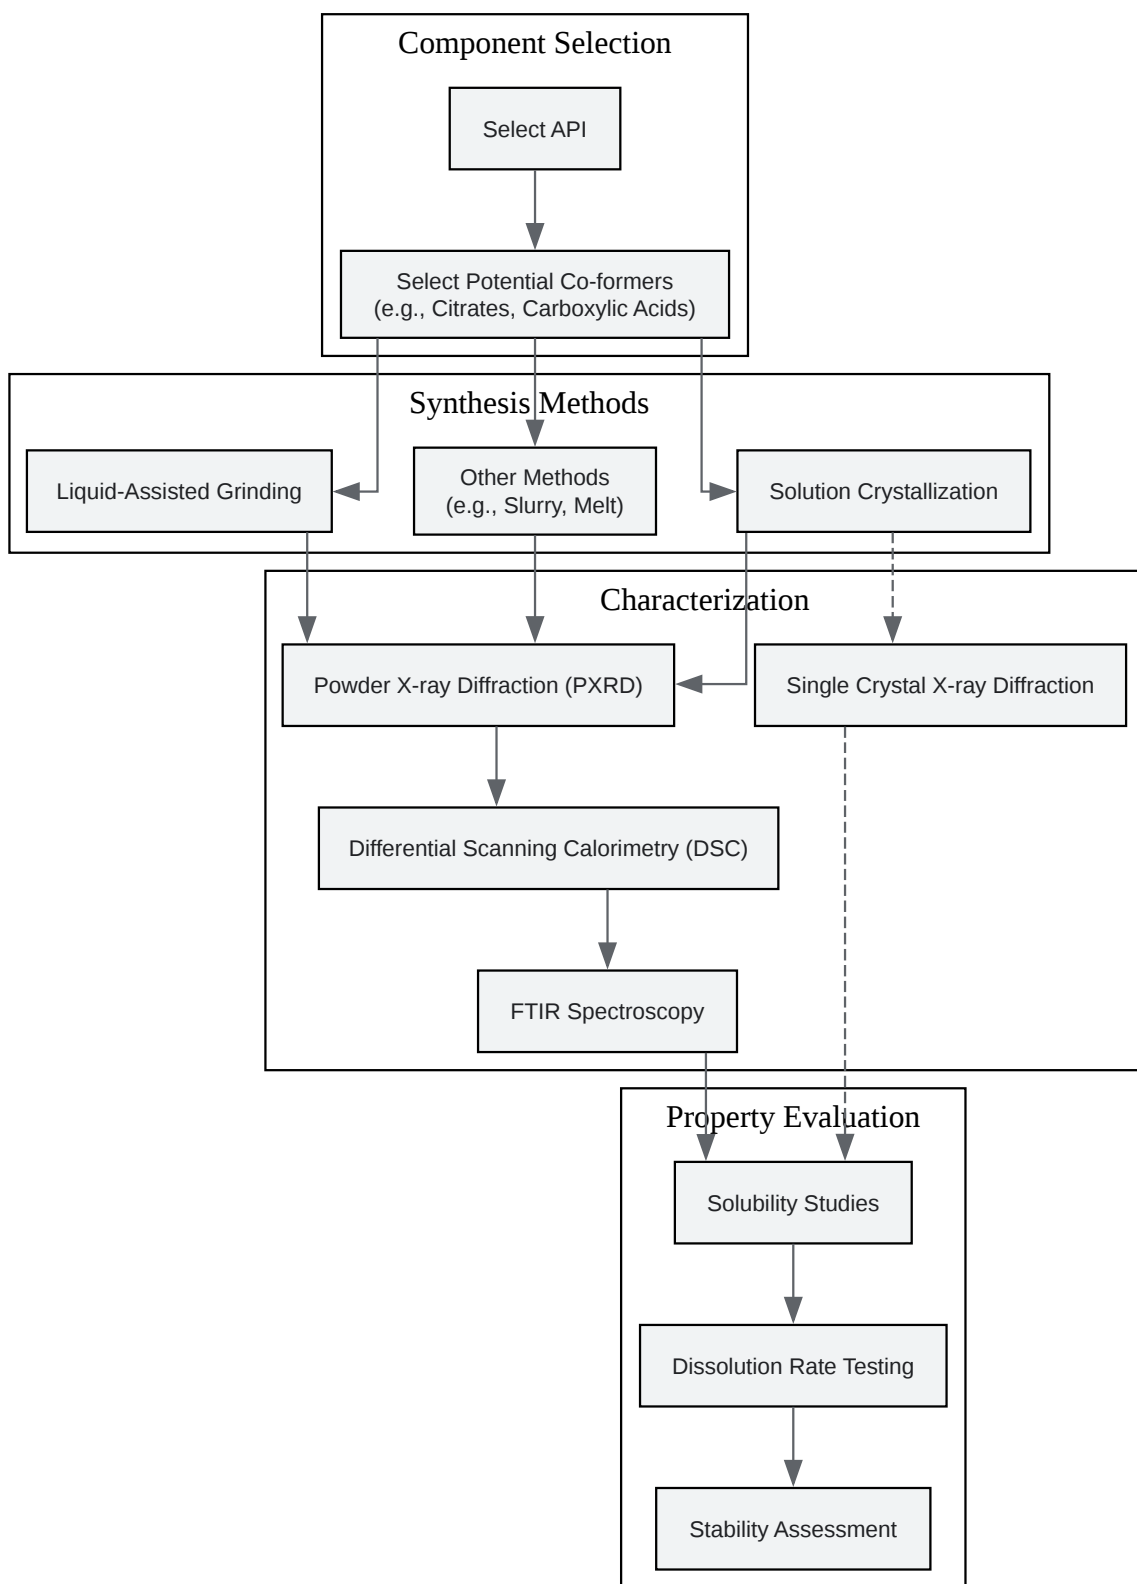 Component Selection
Select API
Select Potential Co-formers
(e.g., Citrates, Carboxylic Acids)
Synthesis Methods
Liquid-Assisted Grinding
Other Methods
(e.g., Slurry, Melt)
Solution Crystallization
Characterization
Powder X-ray Diffraction (PXRD)
Single Crystal X-ray Diffraction
Differential Scanning Calorimetry (DSC)
FTIR Spectroscopy
Property Evaluation
Solubility Studies
Dissolution Rate Testing
Stability Assessment